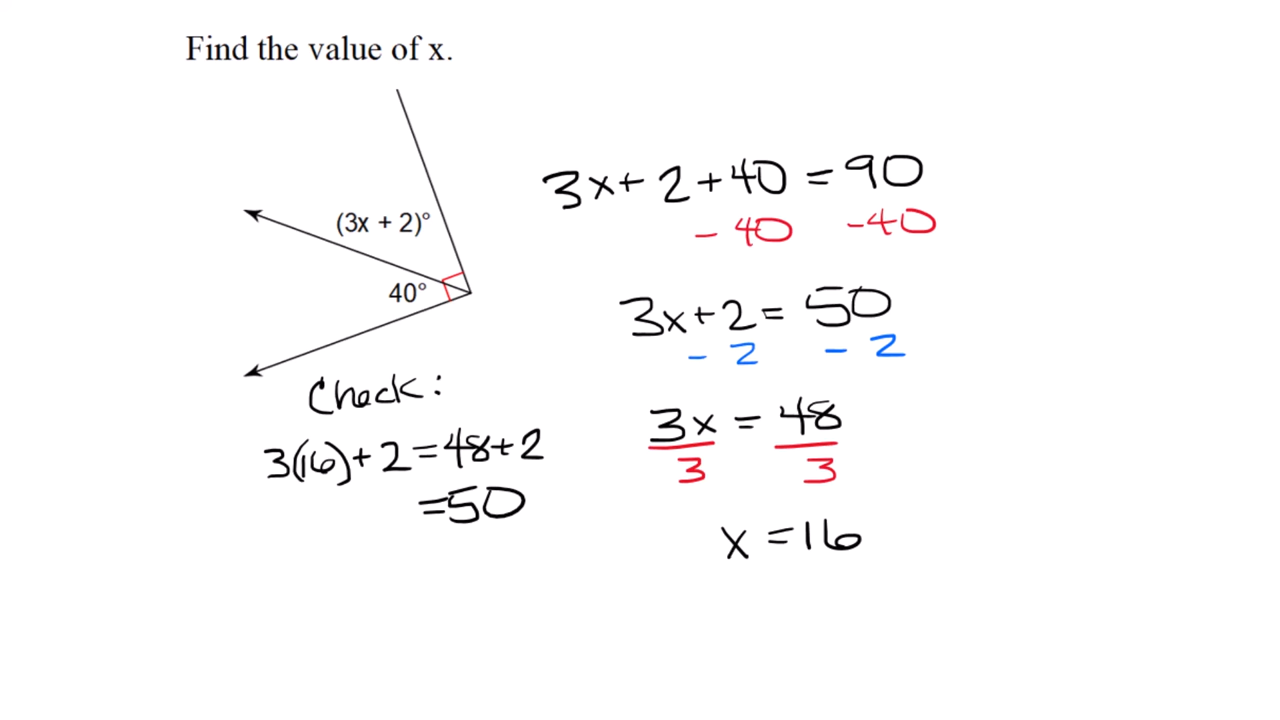 Find the value of x.
(3x + 2)°
40°
3x + 2 + 40 = 90
- 40 - 40
3x + 2 = 50
- 2 - 2
3x = 48
3 3
x = 16
Check:
3(16) + 2 = 48 + 2
= 50